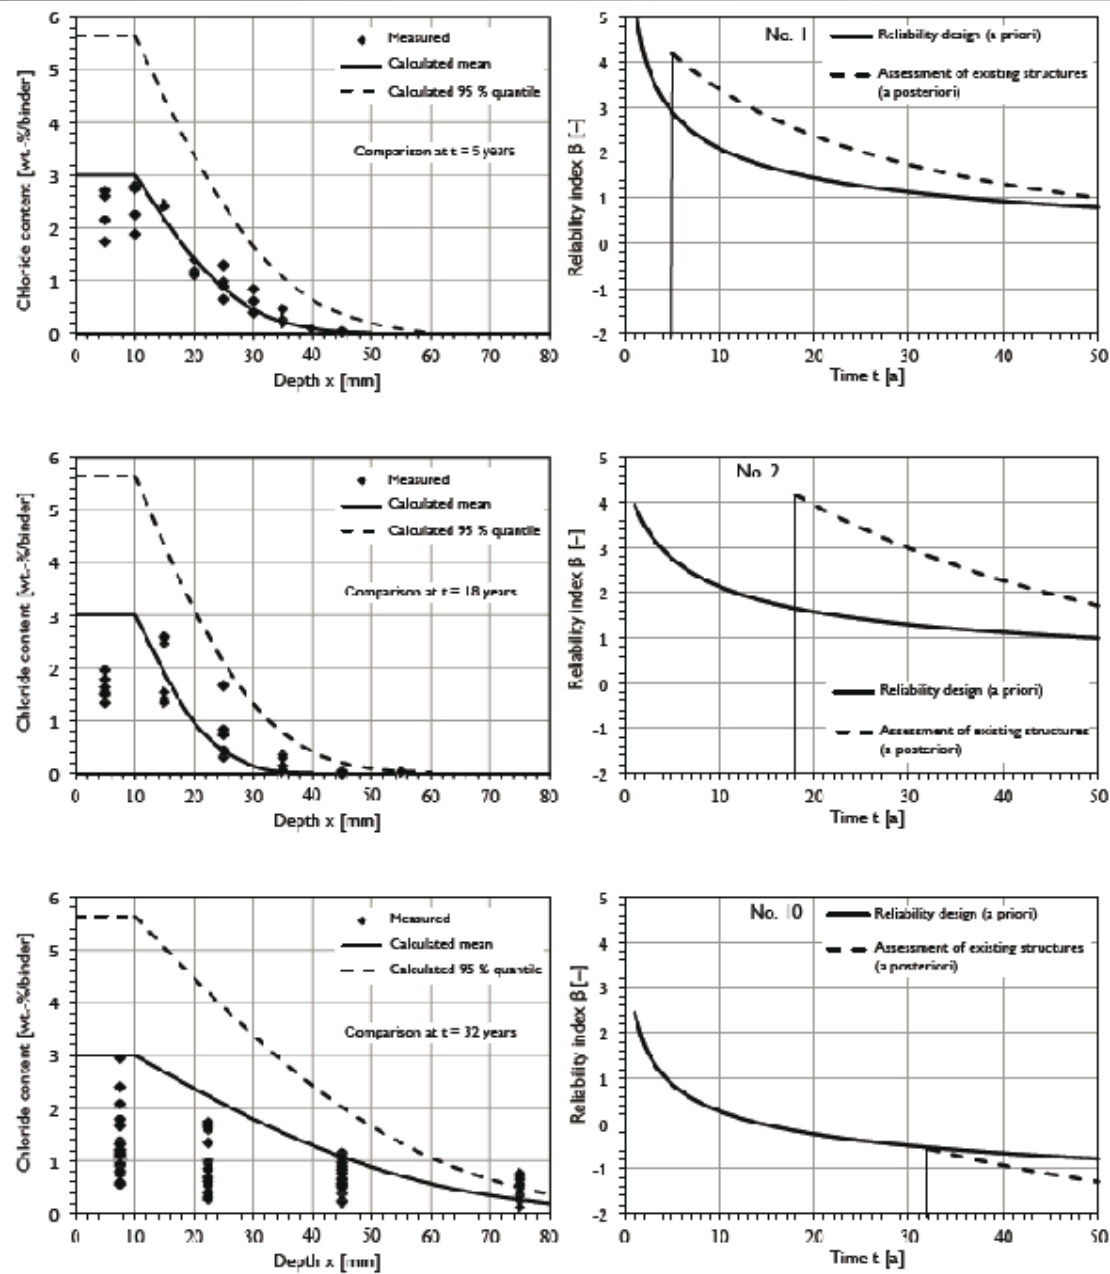 6
5
4
3
2
1
0
Chloride content [wt.-%/binder]
Measured
Calculated mean
Calculated 95 % quantile
Comparison at t = 5 years
0 10 20 30 40 50 60 70 80
Depth x [mm]
5
4
3
2
1
0
-1
-2
Reliability index β [−]
No. 1
Reliability design (a priori)
Assessment of existing structures
(a posteriori)
0 10 20 30 40 50
Time t [a]
6
5
4
3
2
1
0
Chloride content [wt.-%/binder]
Measured
Calculated mean
Calculated 95 % quantile
Comparison at t = 18 years
0 10 20 30 40 50 60 70 80
Depth x [mm]
5
4
3
2
1
0
-1
-2
Reliability index β [−]
No. 2
Reliability design (a priori)
Assessment of existing structures
(a posteriori)
0 10 20 30 40 50
Time t [a]
6
5
4
3
2
1
0
Chloride content [wt.-%/binder]
Measured
Calculated mean
Calculated 95 % quantile
Comparison at t = 32 years
0 10 20 30 40 50 60 70 80
Depth x [mm]
5
4
3
2
1
0
-1
-2
Reliability index β [−]
No. 10
Reliability design (a priori)
Assessment of existing structures
(a posteriori)
0 10 20 30 40 50
Time t [a]